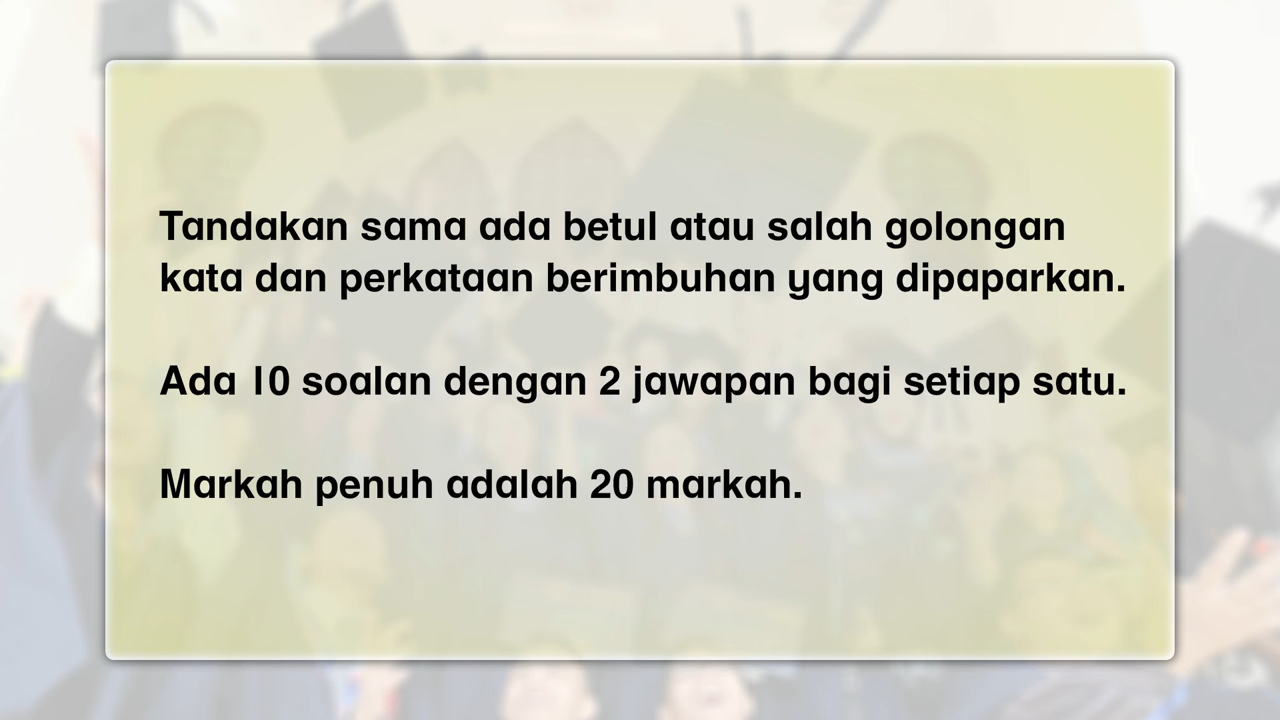 Tandakan sama ada betul atau salah golongan
kata dan perkataan berimbuhan yang dipaparkan.
Ada 10 soalan dengan 2 jawapan bagi setiap satu.
Markah penuh adalah 20 markah.